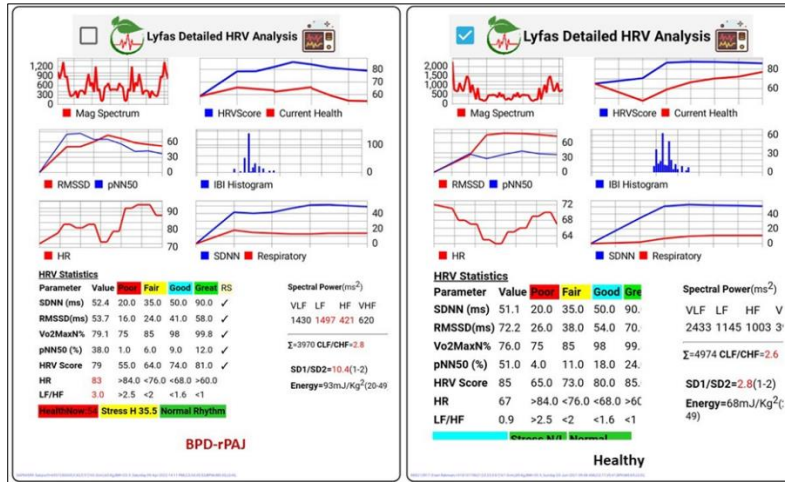 Lyfas Detailed HRV Analysis
1,200
900
600
300
0
Mag Spectrum
80
60
HRVScore Current Health
60
30
0
RMSSD pNN50
100
0
IBI Histogram
90
80
70
HR
40
20
0
SDNN Respiratory
HRV Statistics
Parameter Value Poor Fair Good Great RS
SDNN (ms) 52.4 20.0 35.0 50.0 90.0 ✓
RMSSD(ms) 53.7 16.0 24.0 41.0 58.0 ✓
Vo2MaxN% 79.1 75 85 98 99.8 ✓
pNN50 (%) 38.0 1.0 6.0 9.0 12.0 ✓
HRV Score 79 55.0 64.0 74.0 81.0 ✓
HR 83 >84.0 <76.0 <68.0 >60.0
LF/HF 3.0 >2.5 <2 <1.6 <1
HealthNow:54 Stress H 35.5 Normal Rhythm
Spectral Power(ms²)
VLF LF HF VHF
1430 1497 421 620
Σ=3970 CLF/CHF=2.8
SD1/SD2=10.4(1-2)
Energy=93mJ/Kg²(20-49
BPD-rPAJ
Lyfas Detailed HRV Analysis
2,000
1,500
1,000
500
0
Mag Spectrum
80
60
HRVScore Current Health
60
30
0
RMSSD pNN50
60
30
0
IBI Histogram
72
68
64
HR
40
20
0
SDNN Respiratory
HRV Statistics
Parameter Value Poor Fair Good Grea
SDNN (ms) 51.1 20.0 35.0 50.0 90.
RMSSD(ms) 72.2 26.0 38.0 54.0 70.
Vo2MaxN% 76.0 75 85 98 99.
pNN50 (%) 51.0 4.0 11.0 18.0 24.
HRV Score 85 65.0 73.0 80.0 85.
HR 67 >84.0 <76.0 <68.0 >60
LF/HF 0.9 >2.5 <2 <1.6 <1
Stress N/L Normal
Spectral Power(ms²)
VLF LF HF V
2433 1145 1003 3
Σ=4974 CLF/CHF=2.6
SD1/SD2=2.8(1-2)
Energy=68mJ/Kg²(
49)
Healthy